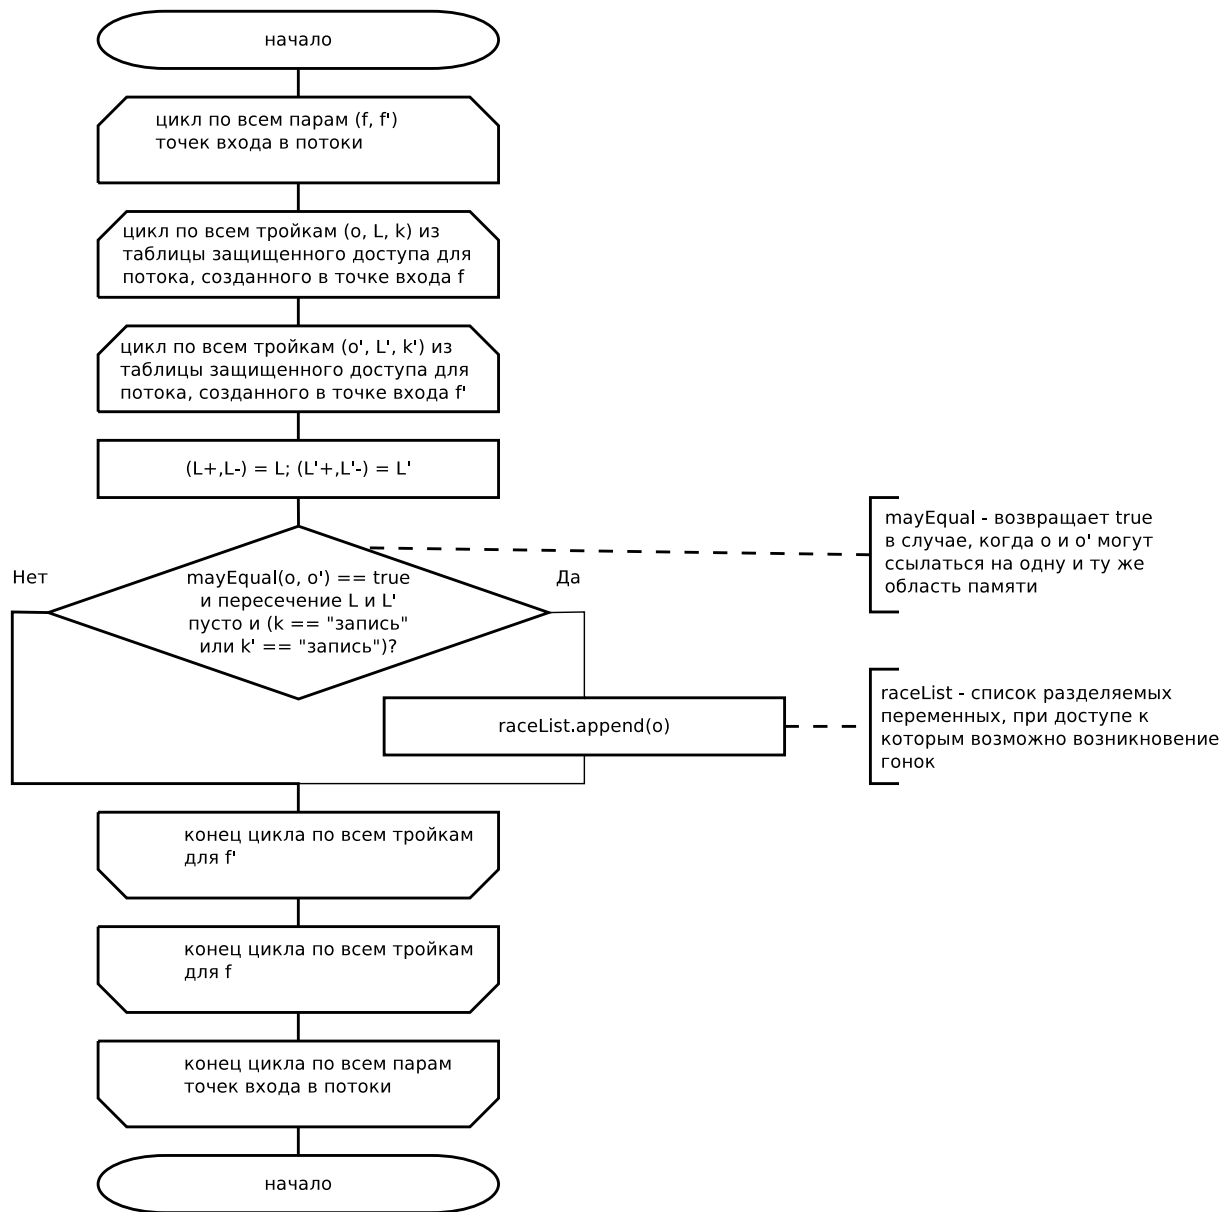 начало
цикл по всем парам (f, f')
точек входа в потоки
цикл по всем тройкам (o, L, k) из
таблицы защищенного доступа для
потока, созданного в точке входа f
цикл по всем тройкам (o', L', k') из
таблицы защищенного доступа для
потока, созданного в точке входа f'
(L+,L-) = L; (L'+,L'-) = L'
mayEqual - возвращает true
в случае, когда o и o' могут
ссылаться на одну и ту же
область памяти
Нет
mayEqual(o, o') == true
и пересечение L и L'
пусто и (k == "запись"
или k' == "запись")?
Да
raceList.append(o)
raceList - список разделяемых
переменных, при доступе к
которым возможно возникновение
гонок
конец цикла по всем тройкам
для f'
конец цикла по всем тройкам
для f
конец цикла по всем парам
точек входа в потоки
начало